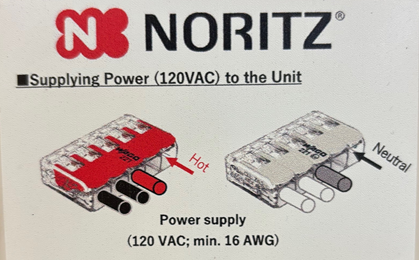 NORITZ®
■Supplying Power (120VAC) to the Unit
Hot
Neutral
Power supply
(120 VAC; min. 16 AWG)